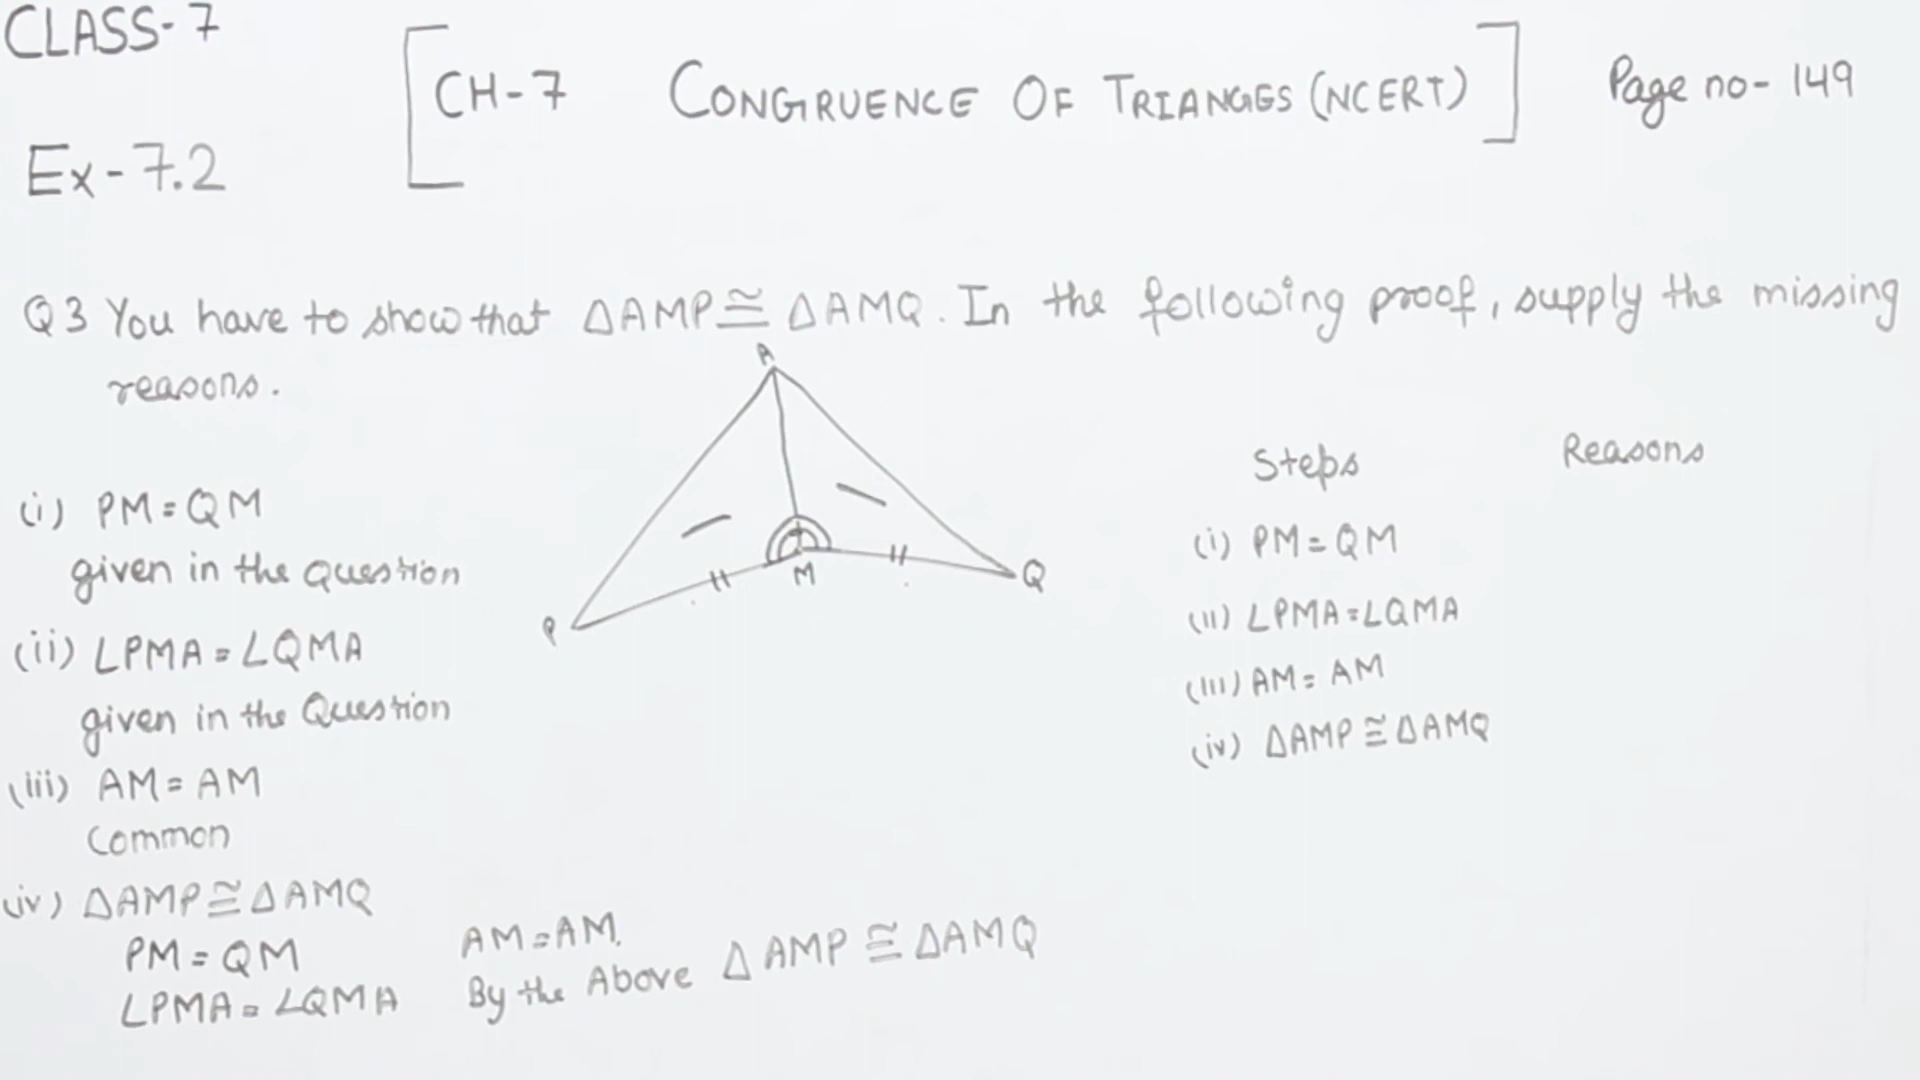 CLASS-7
[CH-7 CONGRUENCE OF TRIANGES (NCERT)] Page no- 149
Ex-7.2
Q3 You have to show that ΔAMP≅ΔAMQ. In the following proof, supply the missing
reasons.
A
P
M
Q
(i) PM=QM
given in the Question
(ii) ∠PMA=∠QMA
given in the Question
(iii) AM=AM
Common
(iv) ΔAMP≅ΔAMQ
PM=QM
∠PMA=∠QMA
AM=AM.
By the Above ΔAMP≅ΔAMQ
Steps Reasons
(i) PM=QM
(ii) ∠PMA=∠QMA
(iii) AM=AM
(iv) ΔAMP≅ΔAMQ